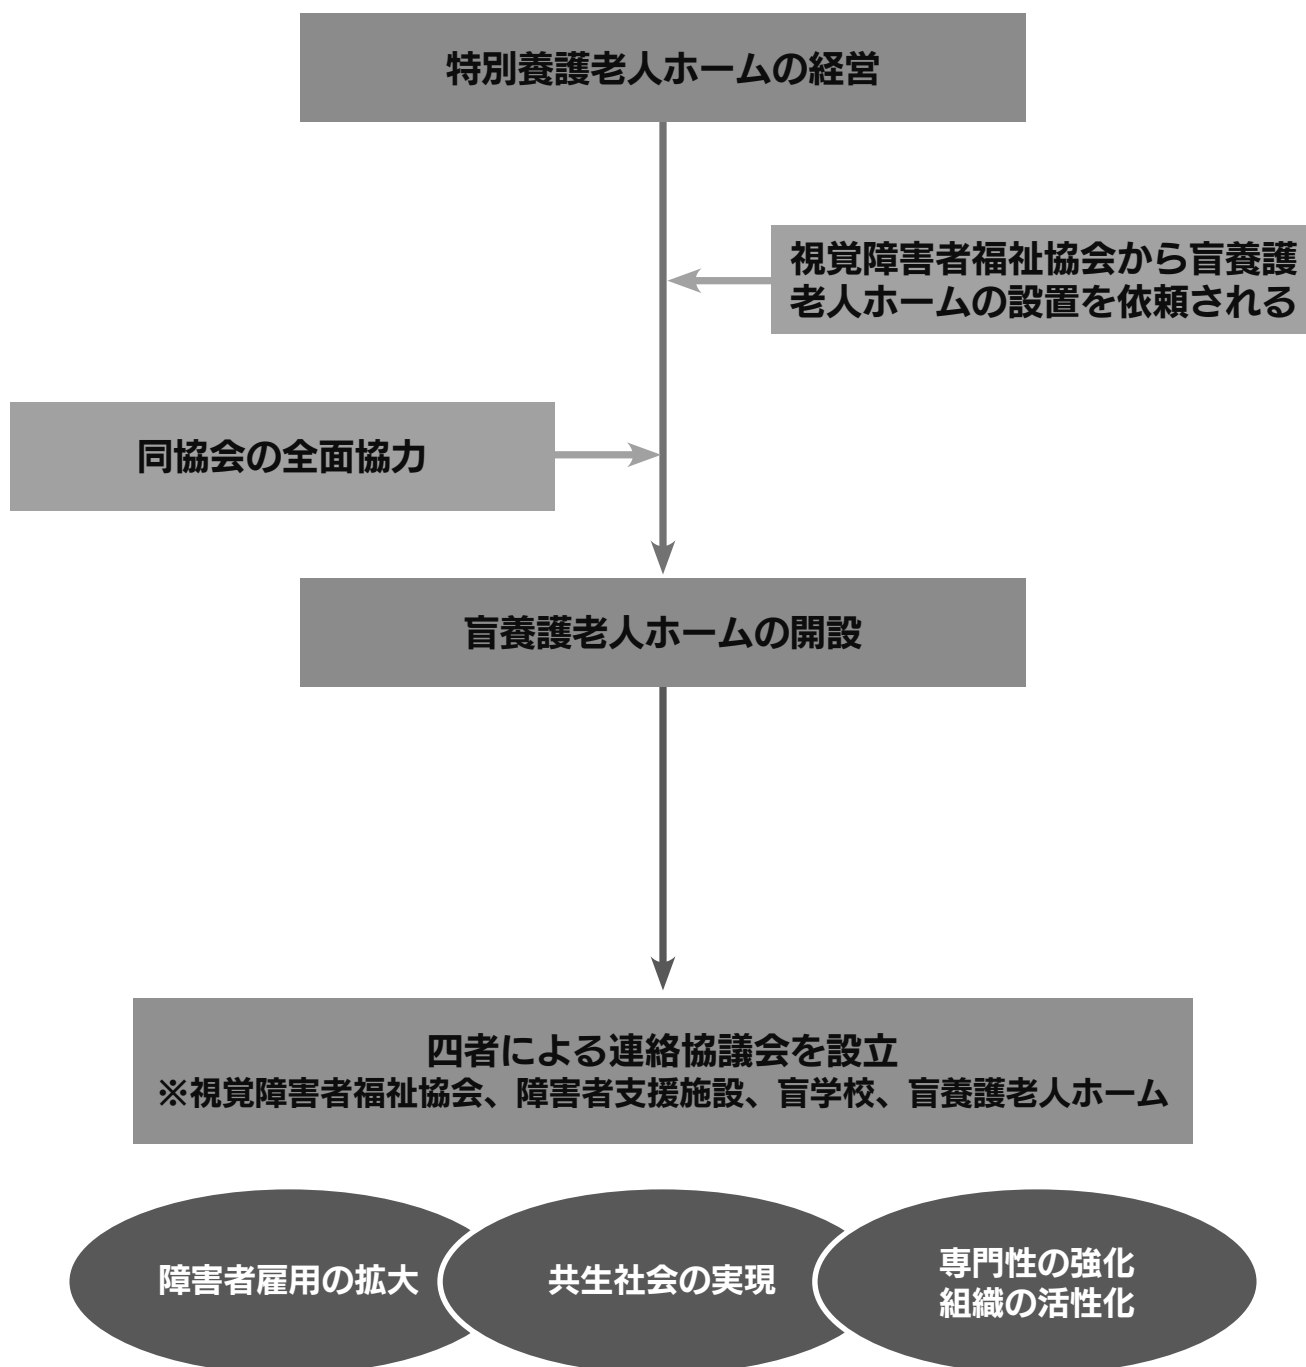 特別養護老人ホームの経営
視覚障害者福祉協会から盲養護
老人ホームの設置を依頼される
同協会の全面協力
盲養護老人ホームの開設
四者による連絡協議会を設立
※視覚障害者福祉協会、障害者支援施設、盲学校、盲養護老人ホーム
障害者雇用の拡大
共生社会の実現
専門性の強化
組織の活性化